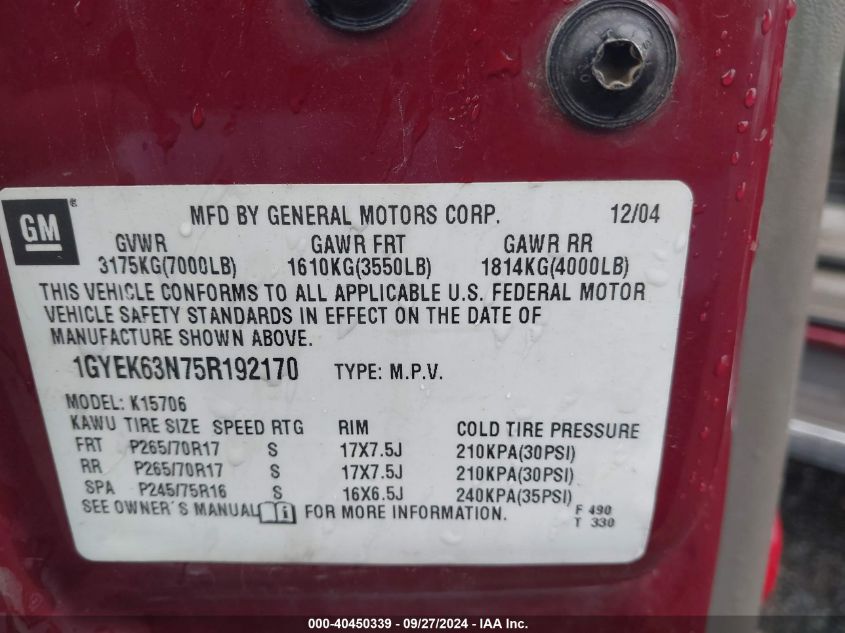 GM®
MFD BY GENERAL MOTORS CORP. 12/04
GVWR GAWR FRT GAWR RR
3175KG(7000LB) 1610KG(3550LB) 1814KG(4000LB)
THIS VEHICLE CONFORMS TO ALL APPLICABLE U.S. FEDERAL MOTOR
VEHICLE SAFETY STANDARDS IN EFFECT ON THE DATE OF
MANUFACTURE SHOWN ABOVE.
1GYEK63N75R192170 TYPE: M.P.V.
MODEL: K15706
KAWU TIRE SIZE SPEED RTG RIM COLD TIRE PRESSURE
FRT P265/70R17 S 17X7.5J 210KPA(30PSI)
RR P265/70R17 S 17X7.5J 210KPA(30PSI)
SPA P245/75R16 S 16X6.5J 240KPA(35PSI)
SEE OWNER'S MANUAL i FOR MORE INFORMATION.
F 490
T 330
000-40450339 - 09/27/2024 - IAA Inc.